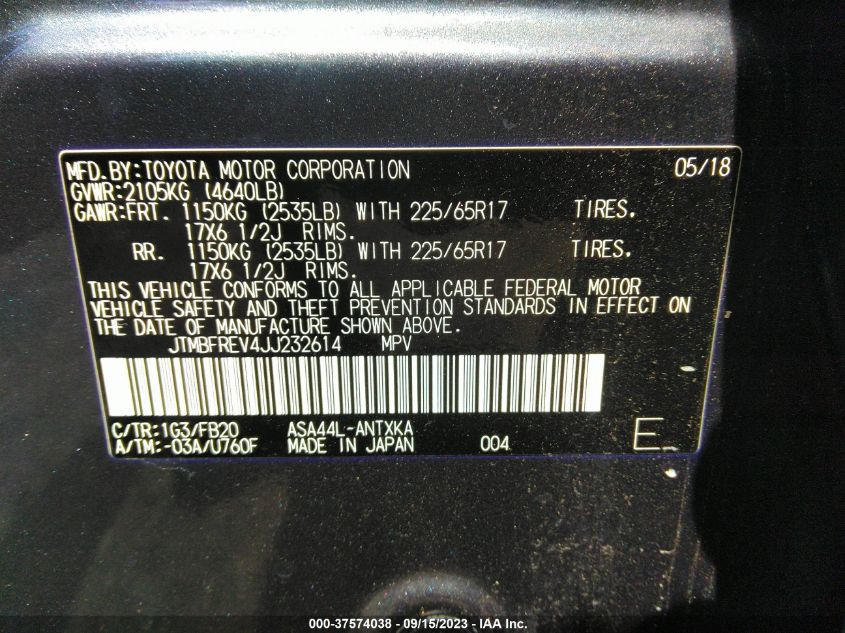 MFD.BY:TOYOTA MOTOR CORPORATION 05/18
GVWR:2105KG (4640LB)
GAWR:FRT. 1150KG (2535LB) WITH 225/65R17 TIRES.
17X6 1/2J RIMS.
RR. 1150KG (2535LB) WITH 225/65R17 TIRES.
17X6 1/2J RIMS.
THIS VEHICLE CONFORMS TO ALL APPLICABLE FEDERAL MOTOR
VEHICLE SAFETY AND THEFT PREVENTION STANDARDS IN EFFECT ON
THE DATE OF MANUFACTURE SHOWN ABOVE.
JTMBFREV4JJ232614 MPV
C/TR:1G3/FB20 ASA44L-ANTXKA
A/TM:-03A/U760F MADE IN JAPAN 004 E
000-37574038 - 09/15/2023 - IAA Inc.